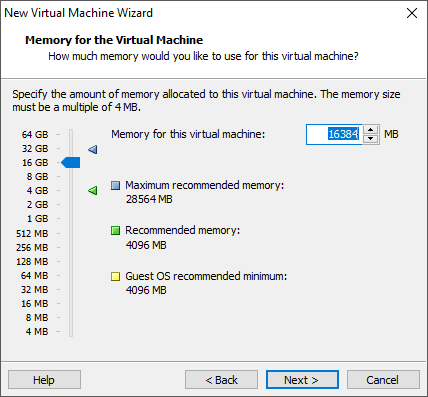 New Virtual Machine Wizard
Memory for the Virtual Machine
How much memory would you like to use for this virtual machine?
Specify the amount of memory allocated to this virtual machine. The memory size
must be a multiple of 4 MB.
64 GB
32 GB
16 GB
8 GB
4 GB
2 GB
1 GB
512 MB
256 MB
128 MB
64 MB
32 MB
16 MB
8 MB
4 MB
Memory for this virtual machine: 16384 MB
Maximum recommended memory:
28564 MB
Recommended memory:
4096 MB
Guest OS recommended minimum:
4096 MB
Help < Back Next > Cancel